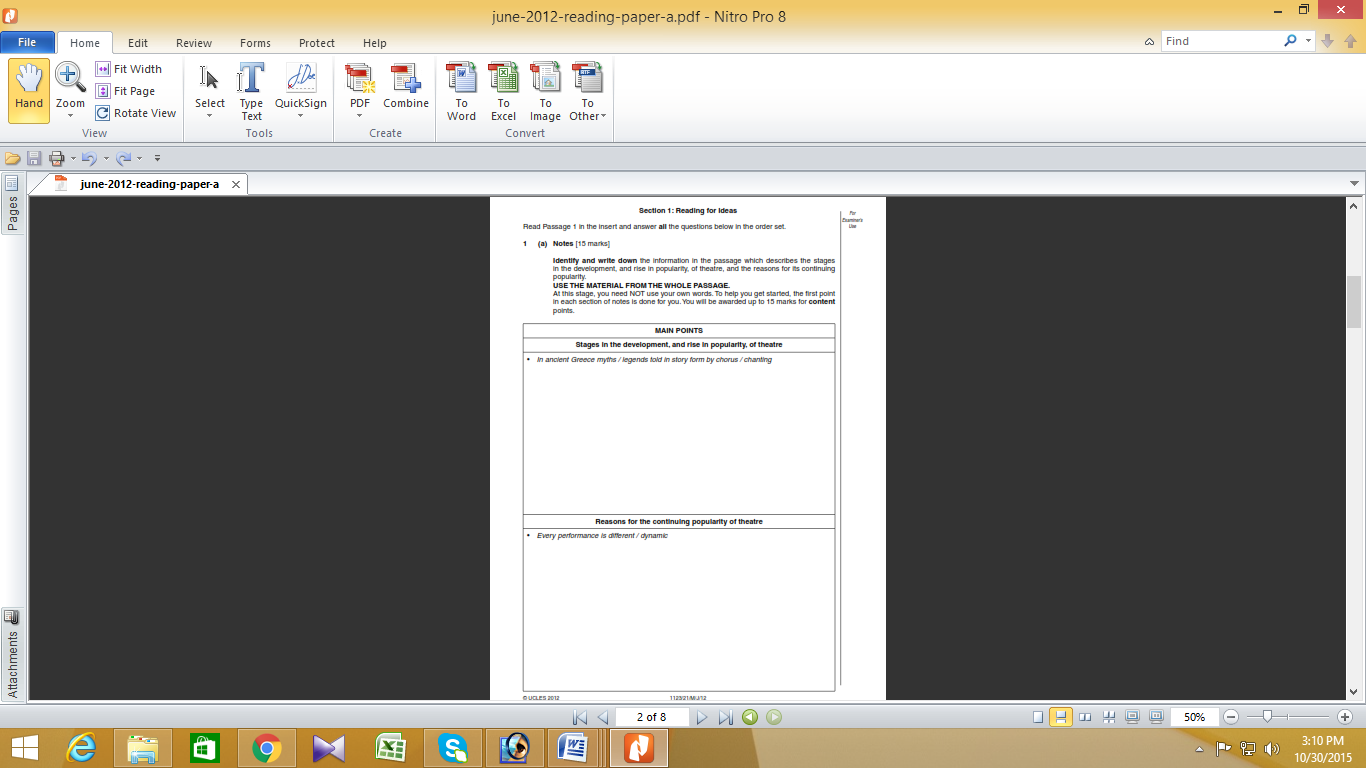 june-2012-reading-paper-a.pdf - Nitro Pro 8
File Home Edit Review Forms Protect Help Find
Hand
Zoom
Fit Width
Fit Page
Rotate View
View
Select
Type Text
QuickSign
Tools
PDF
Combine
Create
To Word
To Excel
To Image
To Other
Convert
june-2012-reading-paper-a
Pages
Attachments
Section 1: Reading for Ideas
For
Examiner's
Use
Read Passage 1 in the insert and answer all the questions below in the order set.
1 (a) Notes [15 marks]
Identify and write down the information in the passage which describes the stages
in the development, and rise in popularity, of theatre, and the reasons for its continuing
popularity.
USE THE MATERIAL FROM THE WHOLE PASSAGE.
At this stage, you need NOT use your own words. To help you get started, the first point
in each section of notes is done for you. You will be awarded up to 15 marks for content
points.
MAIN POINTS
Stages in the development, and rise in popularity, of theatre
• In ancient Greece myths / legends told in story form by chorus / chanting
Reasons for the continuing popularity of theatre
• Every performance is different / dynamic
© UCLES 2012 1123/21/M/J/12
2 of 8
50%
3:10 PM
10/30/2015